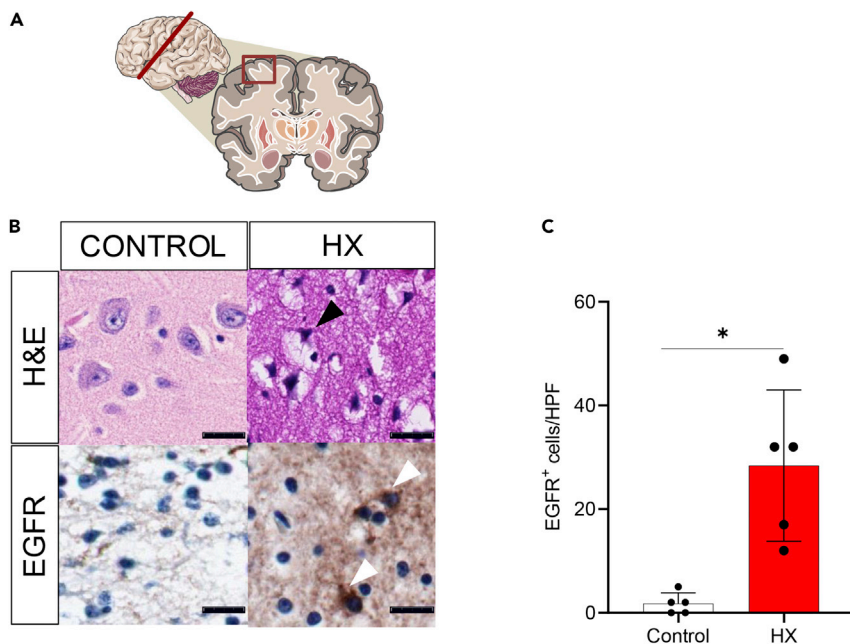 A
B
CONTROL HX
H&E
EGFR
C
60
40
20
0
EGFR+ cells/HPF
*
Control HX